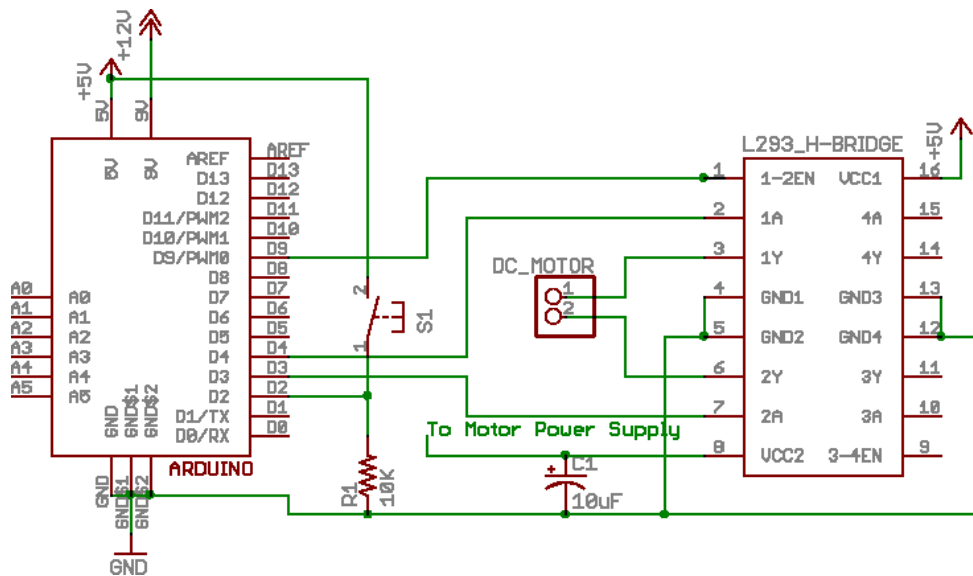 +5V
+12V
5V
9V
5V
9V
AREF
D13
D12
D11/PWM2
D10/PWM1
D9/PWM0
D8
D7
D6
D5
D4
D3
D2
D1/TX
D0/RX
AREF
D13
D12
D11
D10
D9
D8
D7
D6
D5
D4
D3
D2
D1
D0
A0
A1
A2
A3
A4
A5
A0
A1
A2
A3
A4
A5
GND
GND$1
GND$2
ARDUINO
GND
GND$1
GND$2
GND
2
1
S1
R1
10K
DC_MOTOR
1
2
To Motor Power Supply
+
C1
10uF
L293_H-BRIDGE
+5V
1
2
3
4
5
6
7
8
1-2EN
1A
1Y
GND1
GND2
2Y
2A
VCC2
VCC1
4A
4Y
GND3
GND4
3Y
3A
3-4EN
16
15
14
13
12
11
10
9